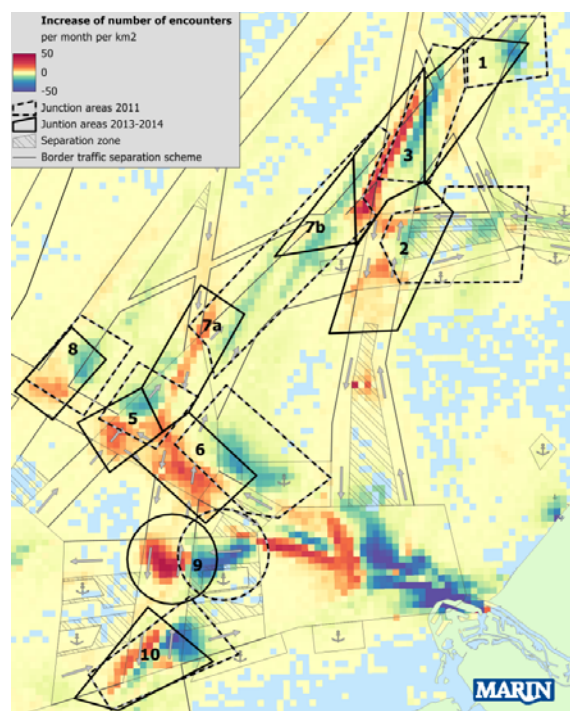 Increase of number of encounters
per month per km2
50
0
-50
Junction areas 2011
Juntion areas 2013-2014
Separation zone
Border traffic separation scheme
1
3
2
7b
7a
8
5
6
9
10
MARIN